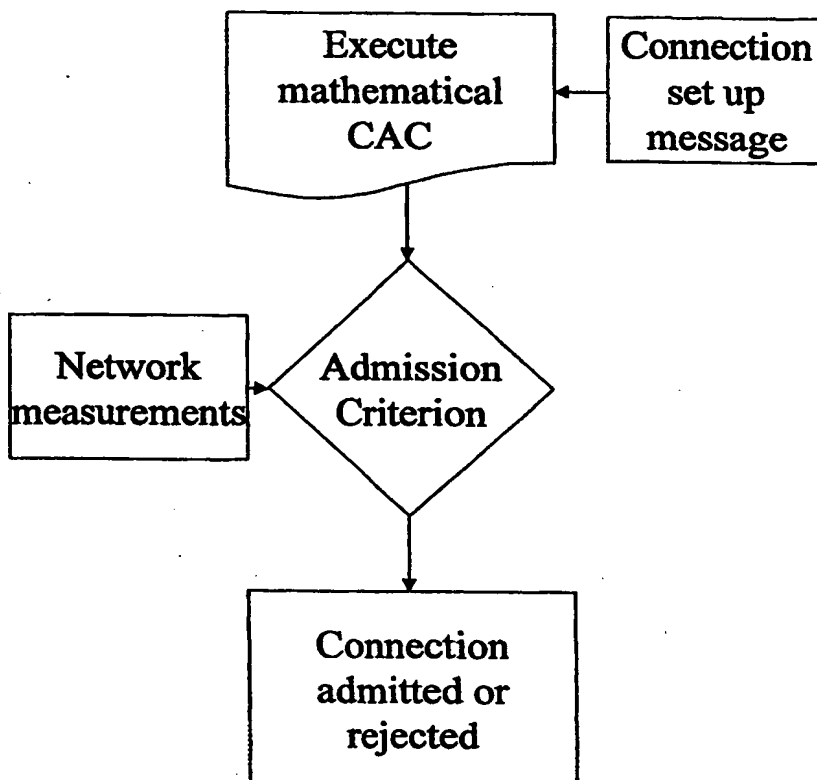 Execute
mathematical
CAC
Connection
set up
message
Network
measurements
Admission
Criterion
Connection
admitted or
rejected